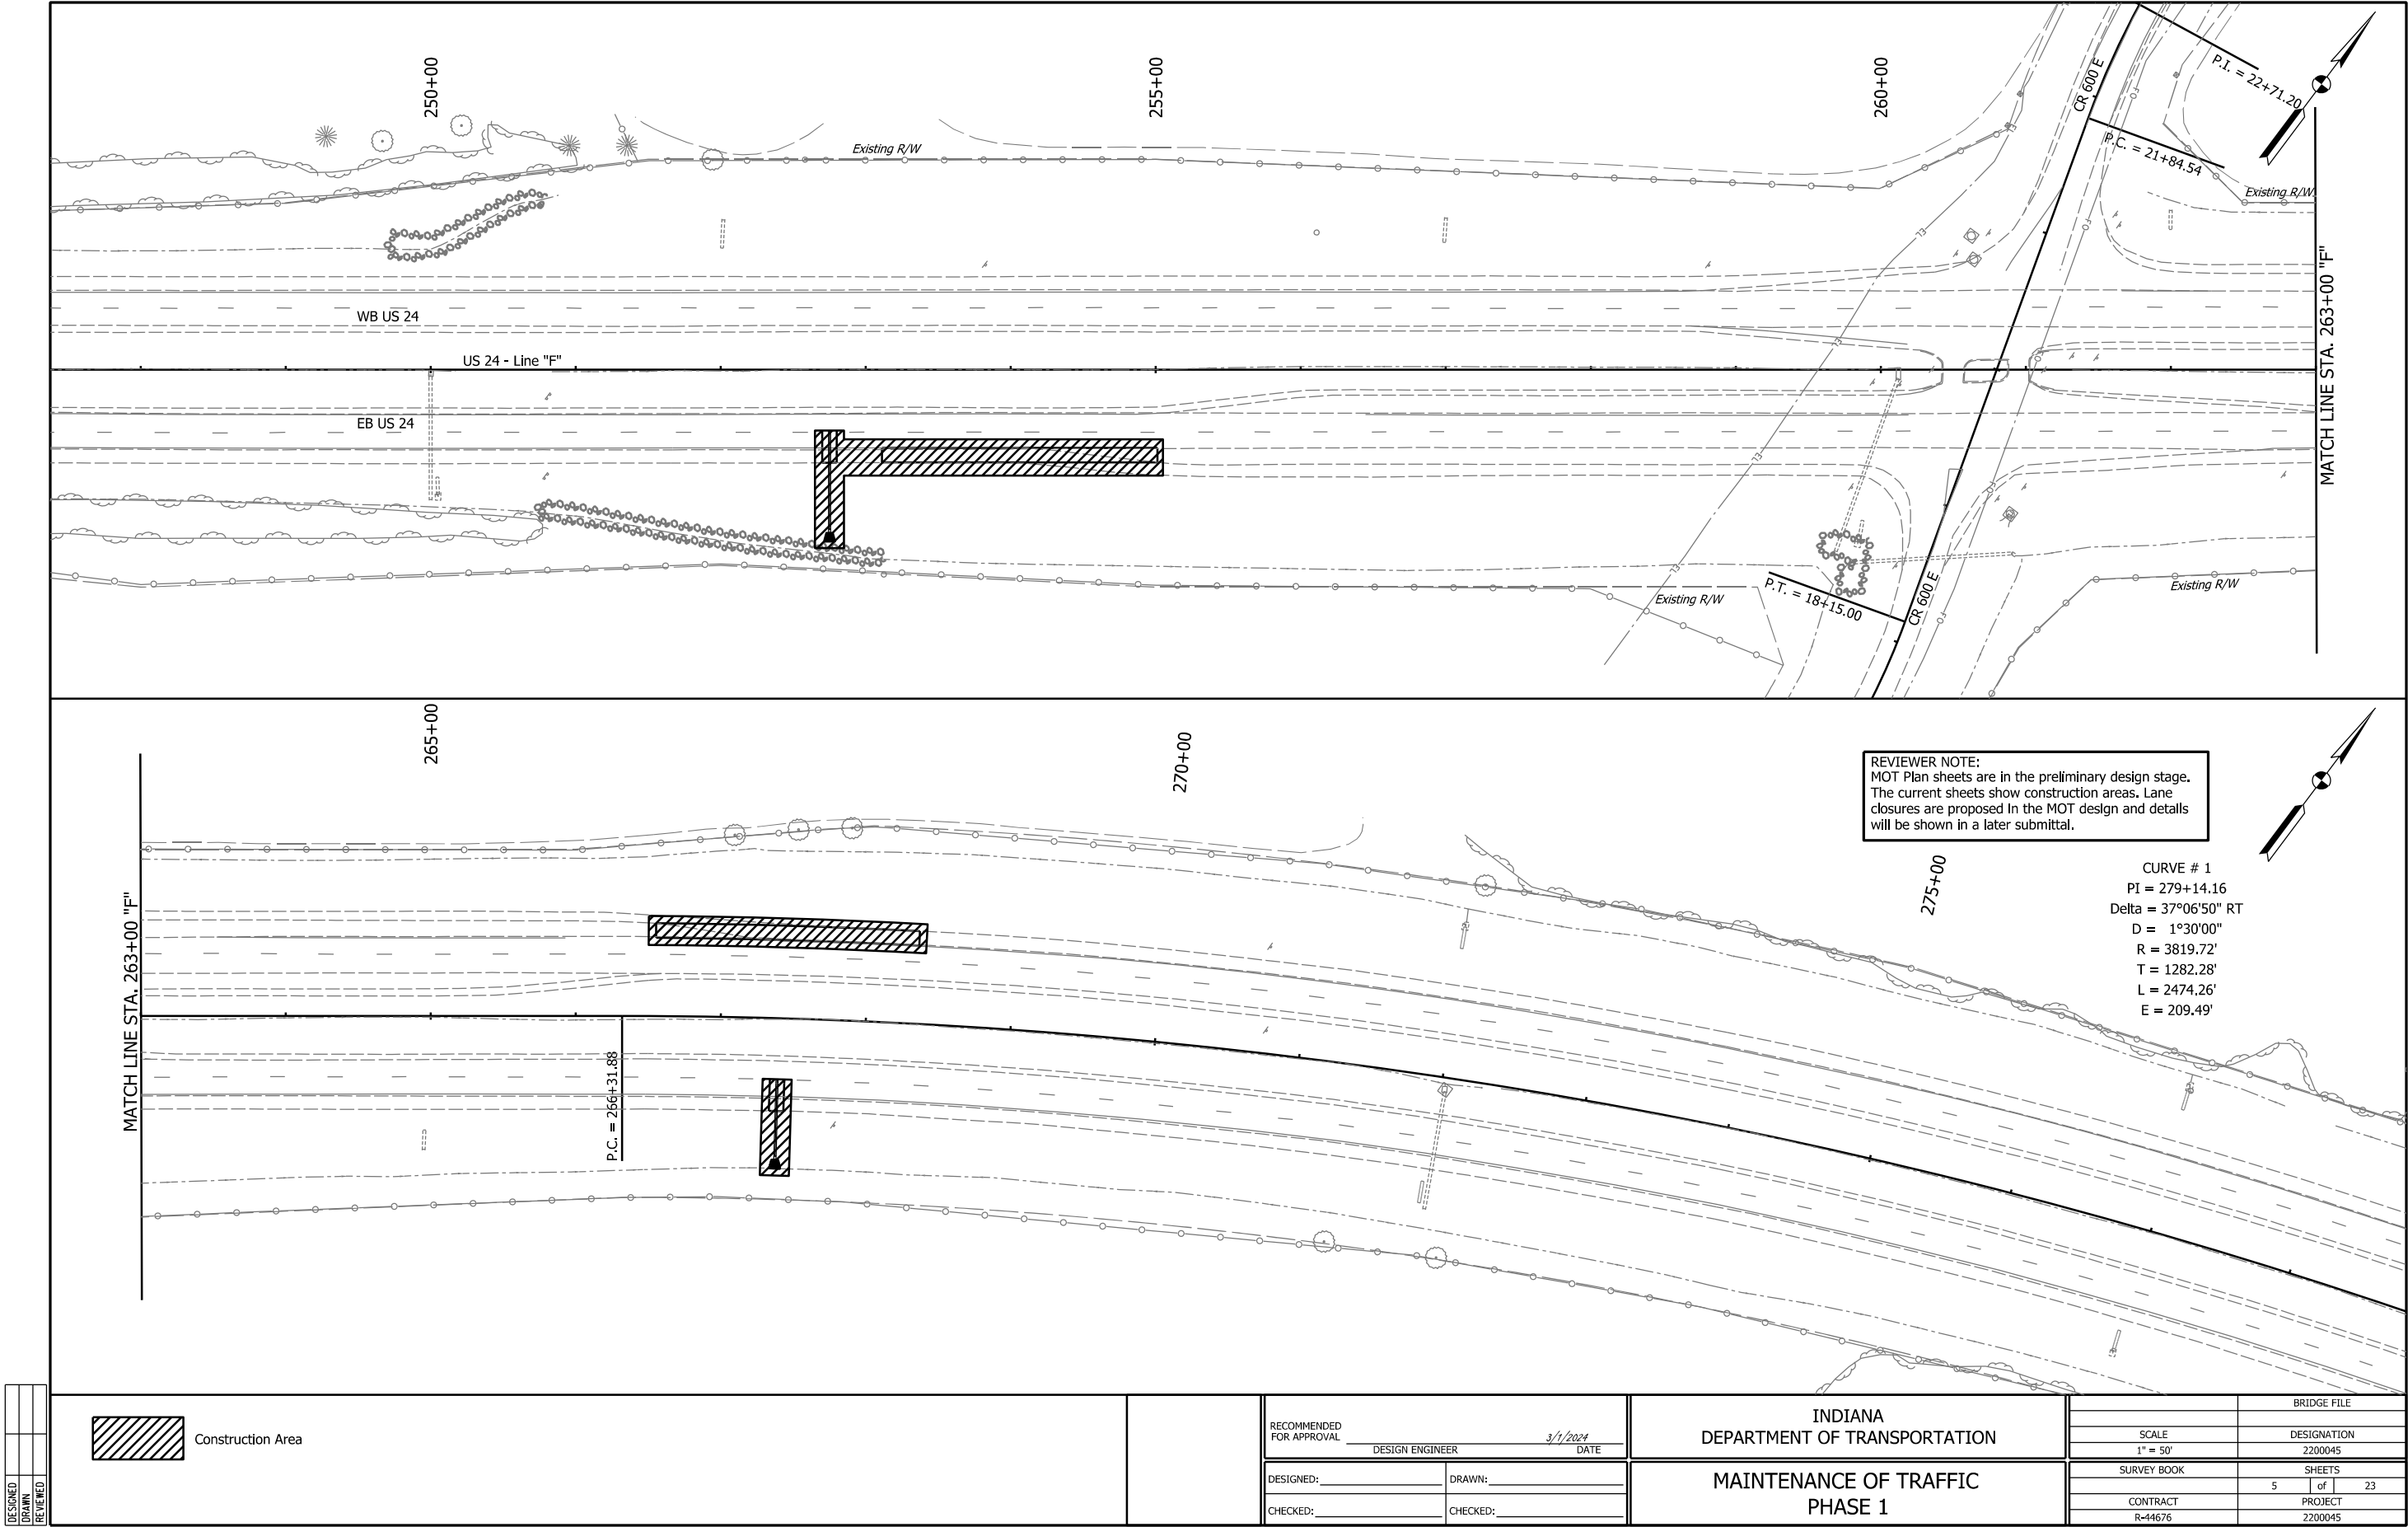 250+00
255+00
260+00
CR 600 E
P.I. = 22+71.20
P.C. = 21+84.54
Existing R/W
Existing R/W
WB US 24
US 24 - Line "F"
EB US 24
MATCH LINE STA. 263+00 "F"
P.T. = 18+15.00
CR 600 E
Existing R/W
Existing R/W
265+00
270+00
275+00
REVIEWER NOTE:
MOT Plan sheets are in the preliminary design stage.
The current sheets show construction areas. Lane
closures are proposed in the MOT design and details
will be shown in a later submittal.
CURVE # 1
PI = 279+14.16
Delta = 37°06'50" RT
D = 1°30'00"
R = 3819.72'
T = 1282.28'
L = 2474.26'
E = 209.49'
MATCH LINE STA. 263+00 "F"
P.C. = 266+31.88
Construction Area
DESIGNED
DRAWN
REVIEWED
RECOMMENDED
FOR APPROVAL
DESIGN ENGINEER
3/1/2024
DATE
DESIGNED:
DRAWN:
CHECKED:
CHECKED:
INDIANA
DEPARTMENT OF TRANSPORTATION
MAINTENANCE OF TRAFFIC
PHASE 1
BRIDGE FILE
SCALE
DESIGNATION
1" = 50'
2200045
SURVEY BOOK
SHEETS
5 of 23
CONTRACT
PROJECT
R-44676
2200045